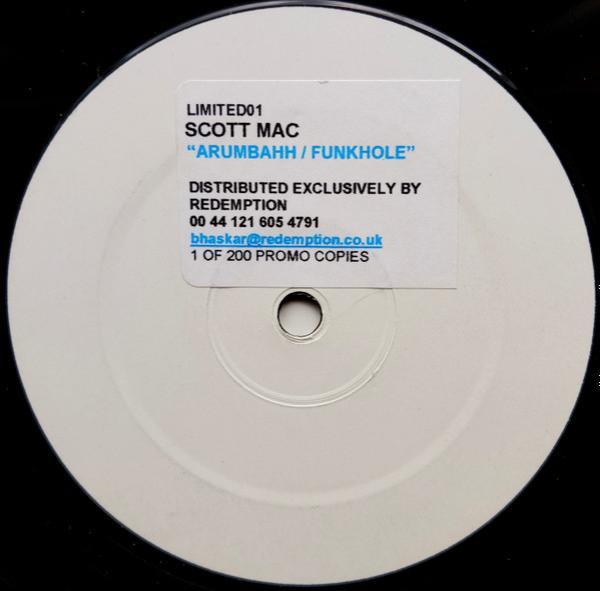 LIMITED01
SCOTT MAC
“ARUMBAHH / FUNKHOLE”
DISTRIBUTED EXCLUSIVELY BY
REDEMPTION
00 44 121 605 4791
bhaskar@redemption.co.uk
1 OF 200 PROMO COPIES